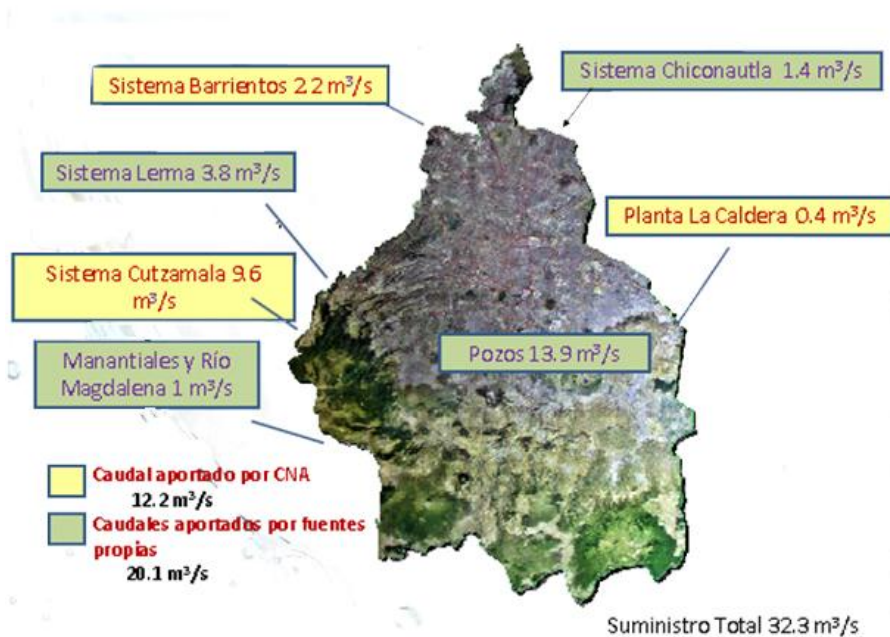 Sistema Barrientos 2.2 m³/s
Sistema Chiconautla 1.4 m³/s
Sistema Lerma 3.8 m³/s
Planta La Caldera 0.4 m³/s
Sistema Cutzamala 9.6
m³/s
Manantiales y Río
Magdalena 1 m³/s
Pozos 13.9 m³/s
Caudal aportado por CNA
12.2 m³/s
Caudales aportados por fuentes
propias
20.1 m³/s
Suministro Total 32.3 m³/s